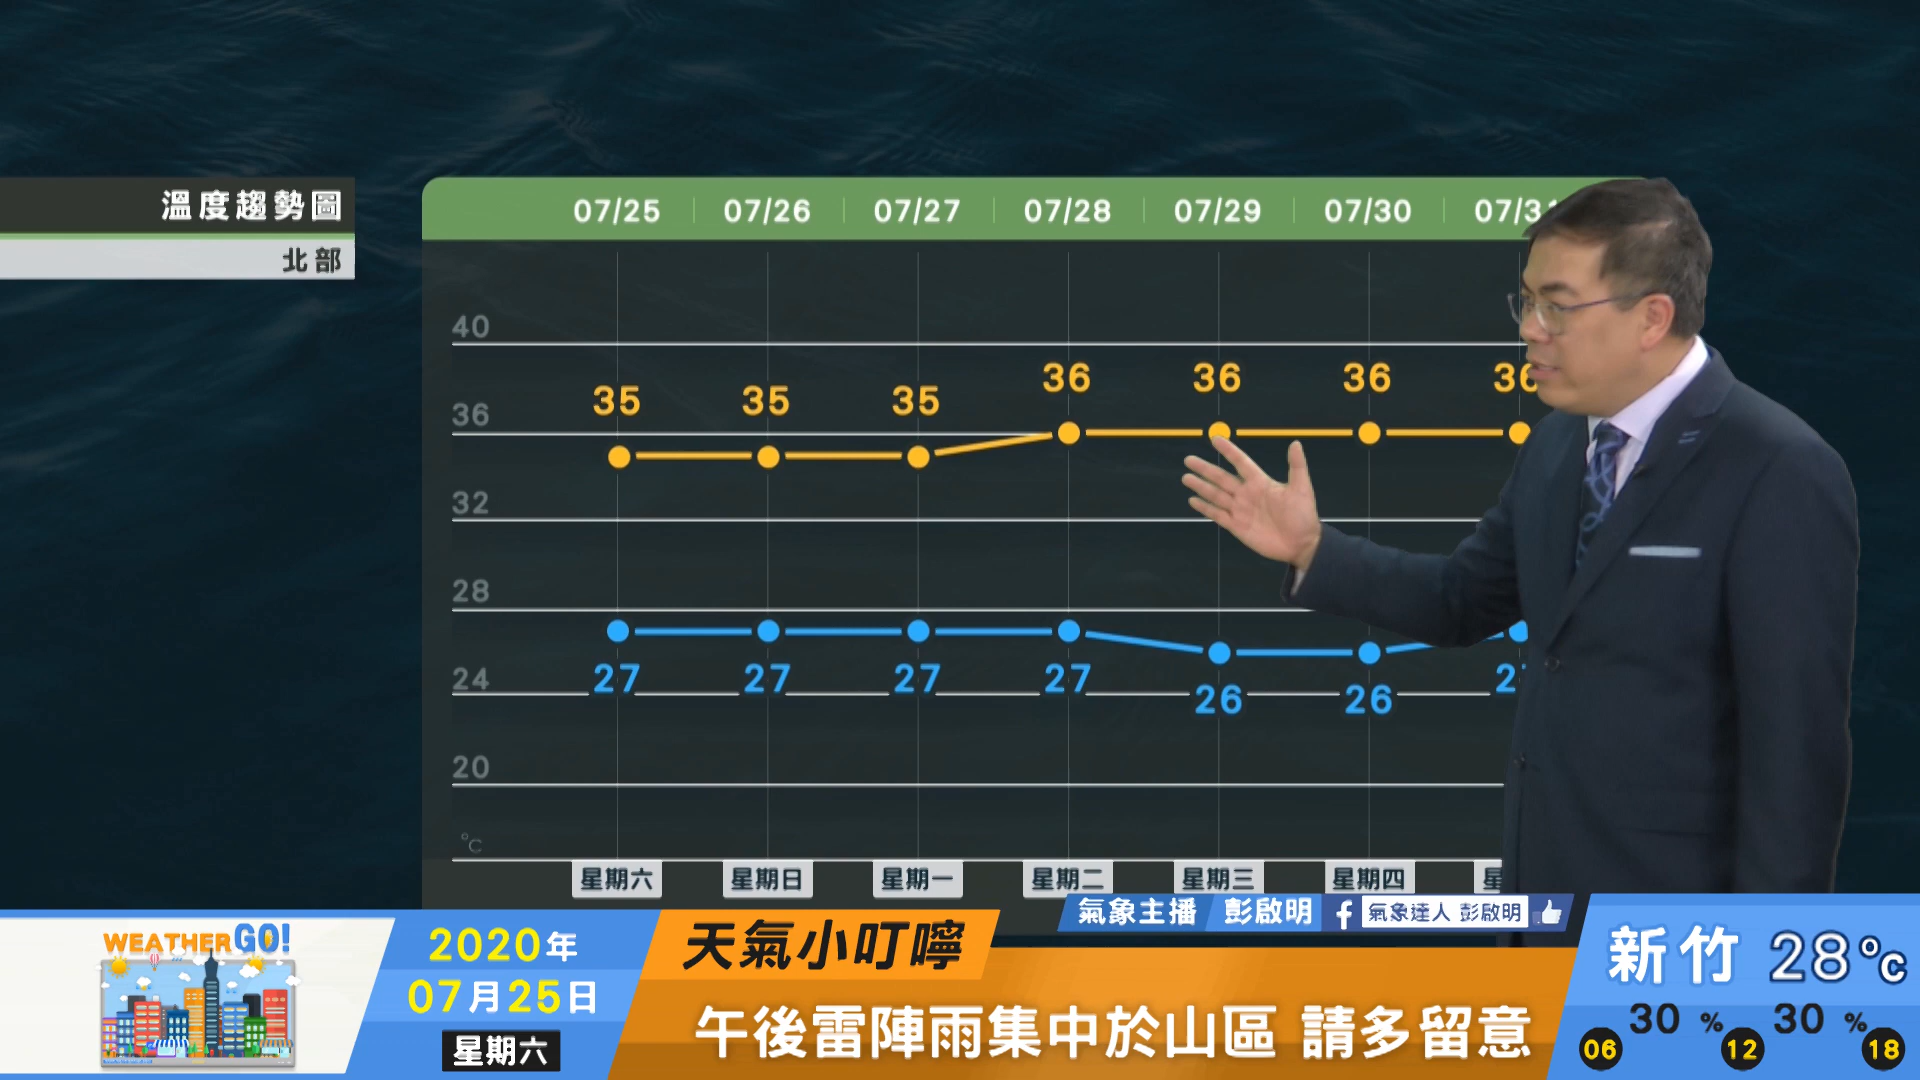 溫度趨勢圖
北部
07/25 07/26 07/27 07/28 07/29 07/30
40
36
32
28
24
20
°C
35 35 35 36 36 36
27 27 27 27 26 26
星期六 星期日 星期一 星期二 星期三 星期四
氣象主播 彭啟明 f 氣象達人 彭啟明
WEATHER GO!
2020年
07月25日
星期六
天氣小叮嚀
午後雷陣雨集中於山區 請多留意
新竹 28°C
30 % 30 %
06 12 18